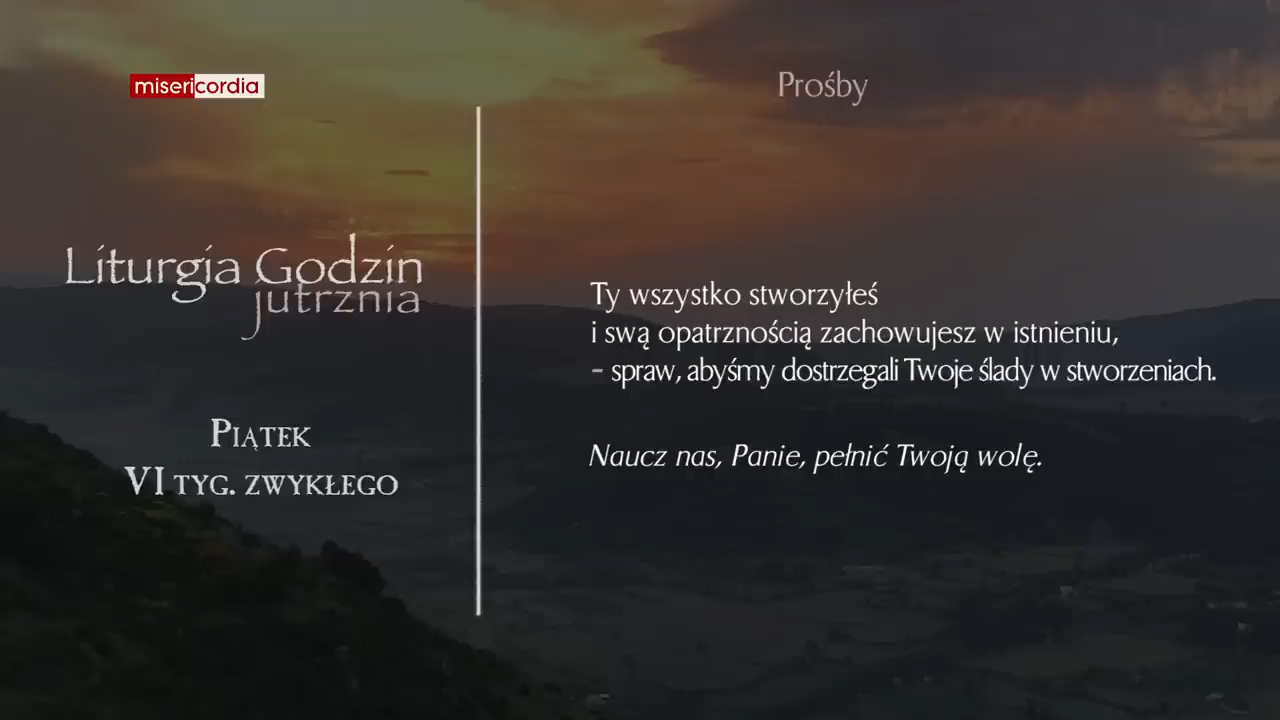 misericordia
Liturgia Godzin
jutrznia
Piątek
VI tyg. zwykłego
Prośby
Ty wszystko stworzyłeś
i swą opatrznością zachowujesz w istnieniu,
- spraw, abyśmy dostrzegali Twoje ślady w stworzeniach.
Naucz nas, Panie, pełnić Twoją wolę.